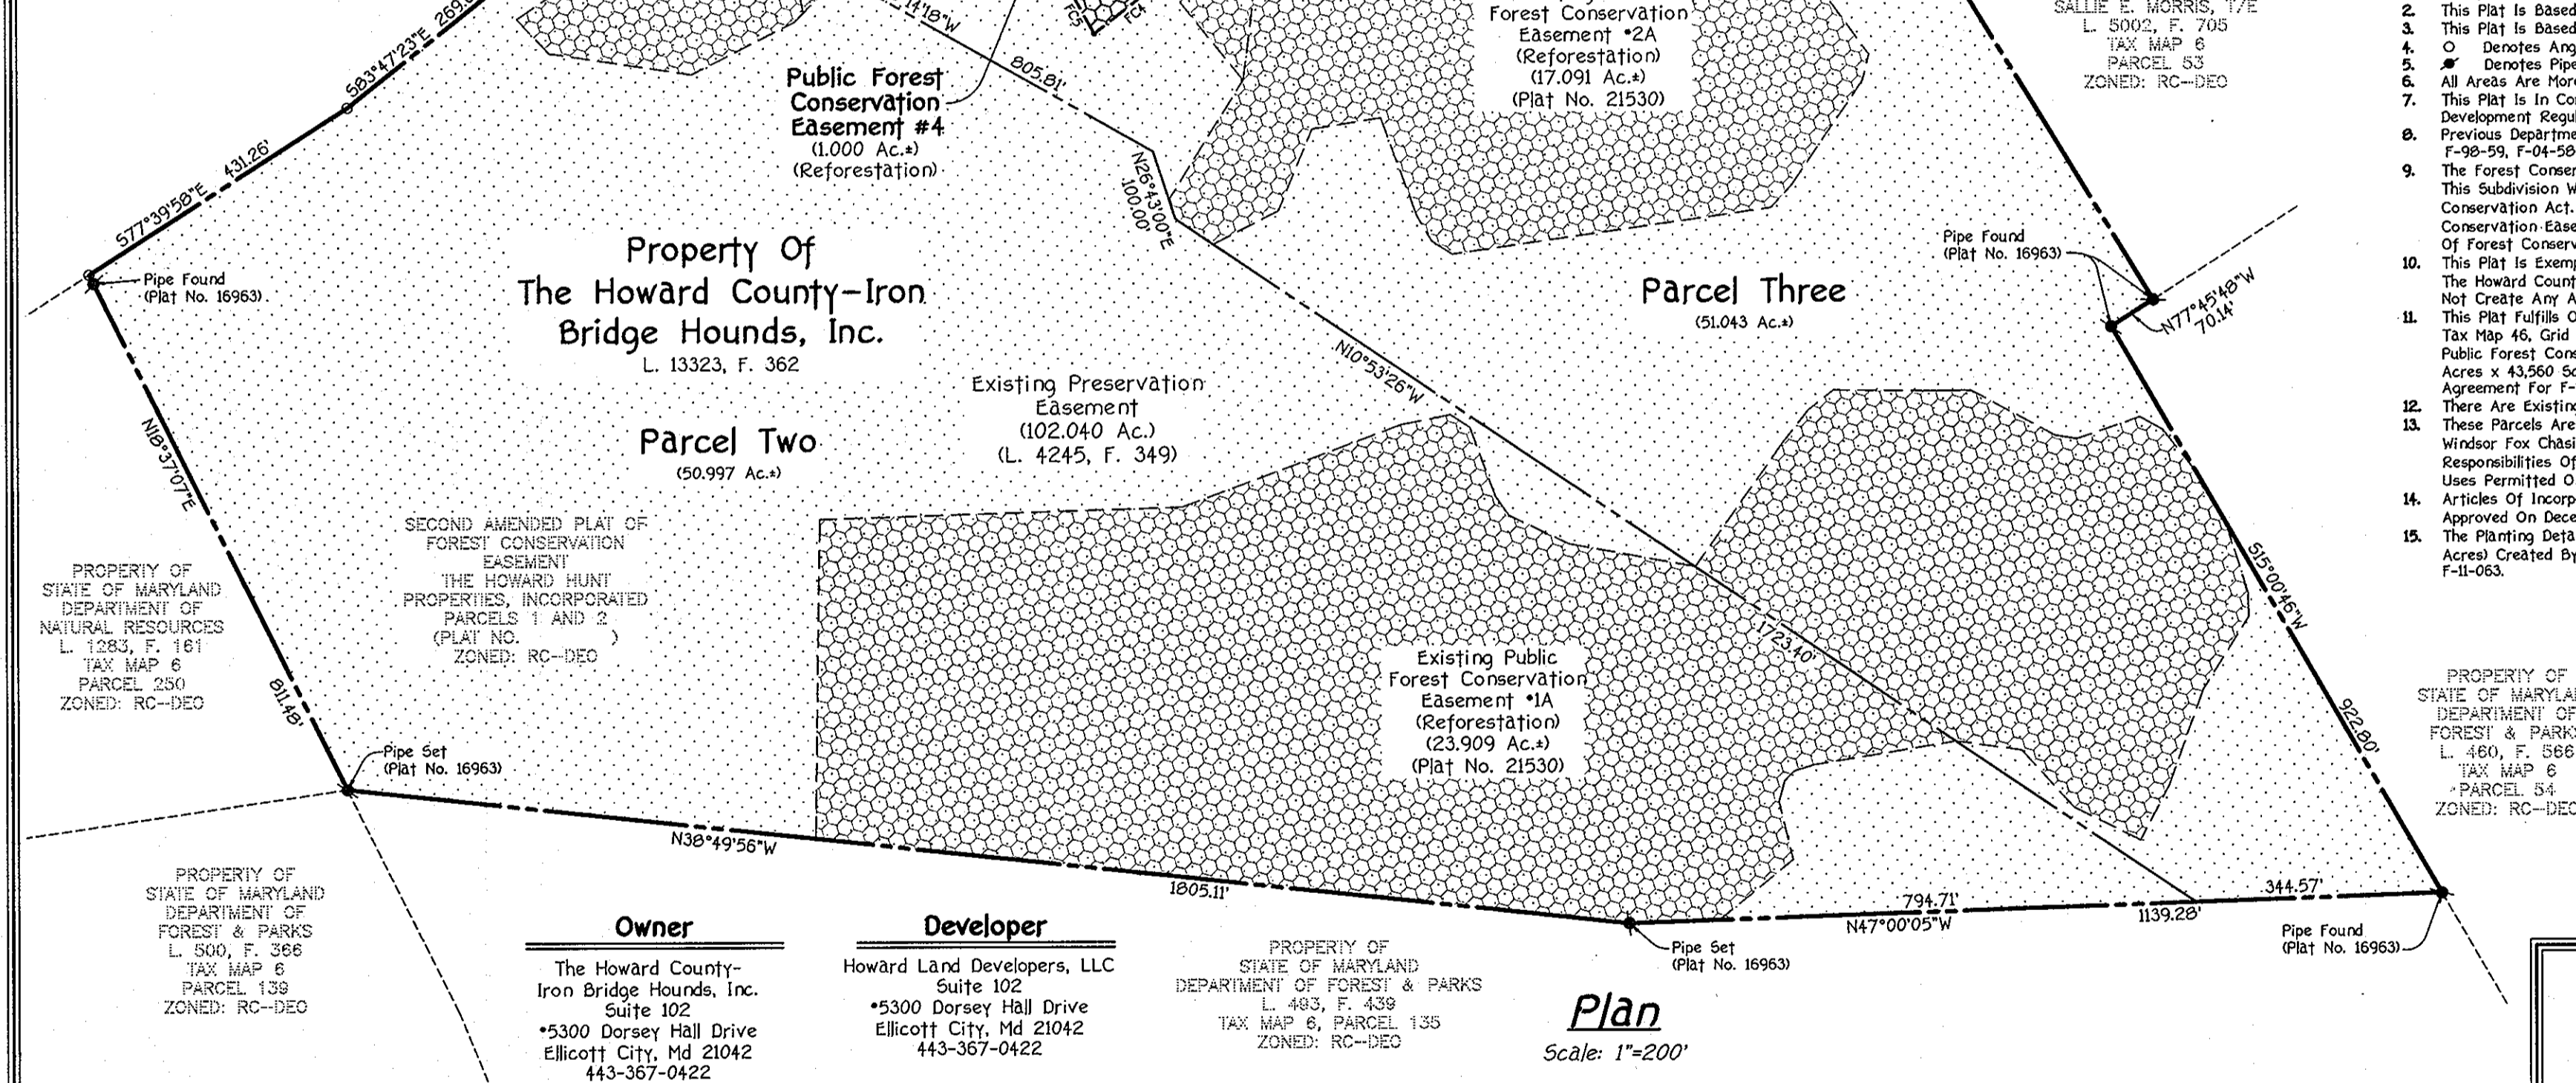 S83°47'23"E 269.
431.26'
S77°39'58"E
Pipe Found
(Plat No. 16963)
N18°37'07"E
811.48'
Pipe Set
(Plat No. 16963)
14'18"W
805.81'
FC5
FC4
Public Forest
Conservation
Easement #4
(1.000 Ac.±)
(Reforestation)
N26°43'00"E
100.00'
Forest Conservation
Easement *2A
(Reforestation)
(17.091 Ac.±)
(Plat No. 21530)
SALLIE E. MORRIS, T/E
L. 5002, F. 705
TAX MAP 6
PARCEL 53
ZONED: RC-DEO
Property Of
The Howard County-Iron
Bridge Hounds, Inc.
L. 13323, F. 362
Parcel Two
(50.997 Ac.±)
Existing Preservation
Easement
(102.040 Ac.)
(L. 4245, F. 349)
Parcel Three
(51.043 Ac.±)
N10°53'26"W
1723.40'
Pipe Found
(Plat No. 16963)
N77°45'48"W
70.14'
S15°00'46"W
922.80'
PROPERTY OF
STATE OF MARYLAND
DEPARTMENT OF
NATURAL RESOURCES
L. 1283, F. 161
TAX MAP 6
PARCEL 250
ZONED: RC-DEO
SECOND AMENDED PLAT OF
FOREST CONSERVATION
EASEMENT
THE HOWARD HUNT
PROPERTIES, INCORPORATED
PARCELS 1 AND 2
(PLAT NO. )
ZONED: RC-DEO
Existing Public
Forest Conservation
Easement *1A
(Reforestation)
(23.909 Ac.±)
(Plat No. 21530)
N38°49'56"W
1805.11'
794.71'
N47°00'05"W
1139.28'
344.57'
Pipe Set
(Plat No. 16963)
Pipe Found
(Plat No. 16963)
PROPERTY OF
STATE OF MARYLAND
DEPARTMENT OF
FOREST & PARKS
L. 500, F. 366
TAX MAP 6
PARCEL 139
ZONED: RC-DEO
Owner
The Howard County-
Iron Bridge Hounds, Inc.
Suite 102
*5300 Dorsey Hall Drive
Ellicott City, Md 21042
443-367-0422
Developer
Howard Land Developers, LLC
Suite 102
*5300 Dorsey Hall Drive
Ellicott City, Md 21042
443-367-0422
PROPERTY OF
STATE OF MARYLAND
DEPARTMENT OF FOREST & PARKS
L. 493, F. 439
TAX MAP 6, PARCEL 135
ZONED: RC-DEO
Plan
Scale: 1"=200'
2. This Plat Is Based
3. This Plat Is Based
4. O Denotes Ang
5. Denotes Pipe
6. All Areas Are More
7. This Plat Is In Co
Development Regul
8. Previous Departme
F-98-59, F-04-58
9. The Forest Conser
This Subdivision W
Conservation Act.
Conservation Ease
Of Forest Conserv
10. This Plat Is Exemp
The Howard Count
Not Create Any A
11. This Plat Fulfills O
Tax Map 46, Grid
Public Forest Cons
Acres x 43,560 Sq
Agreement For F-
12. There Are Existing
13. These Parcels Are
Windsor Fox Chasi
Responsibilities Of
Uses Permitted O
14. Articles Of Incorp
Approved On Dece
15. The Planting Deta
Acres) Created By
F-11-063.
PROPERTY OF
STATE OF MARYLA
DEPARTMENT OF
FOREST & PARKS
L. 460, F. 566
TAX MAP 6
PARCEL 54
ZONED: RC-DEO